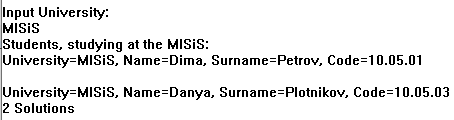 Input University:
MISiS
Students, studying at the MISiS:
University=MISiS, Name=Dima, Surname=Petrov, Code=10.05.01
University=MISiS, Name=Danya, Surname=Plotnikov, Code=10.05.03
2 Solutions